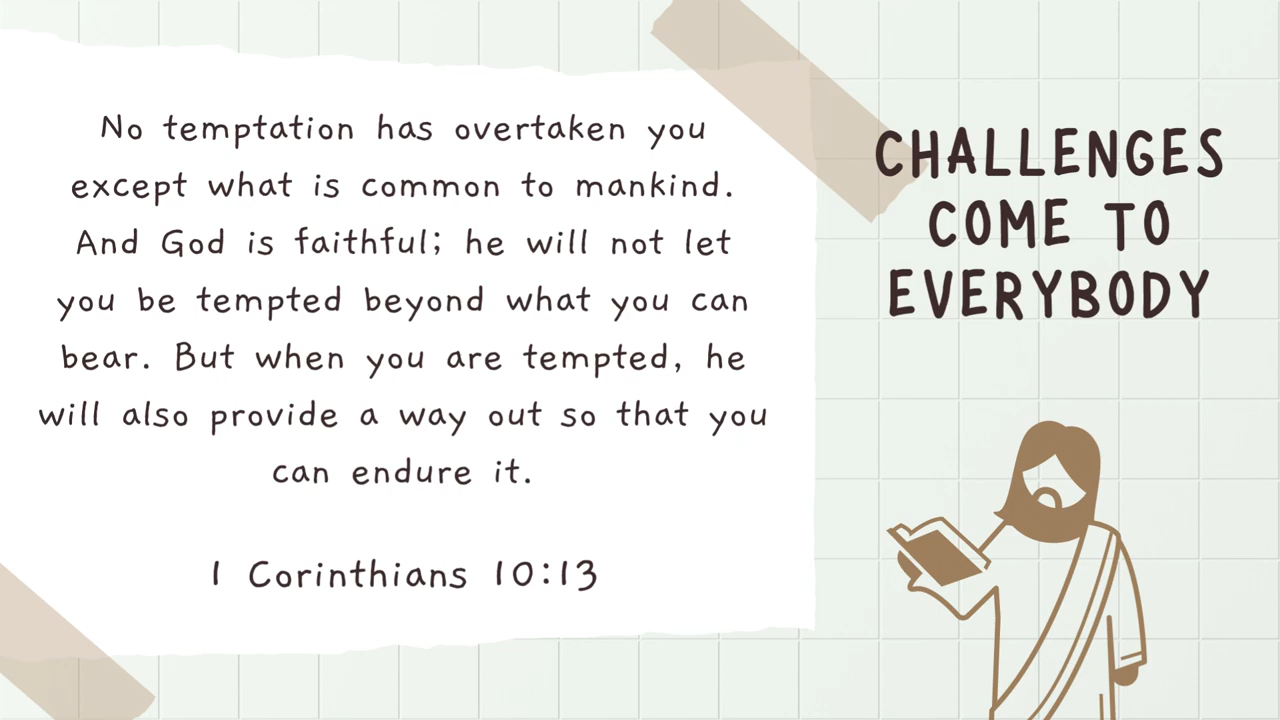 No temptation has overtaken you
except what is common to mankind.
And God is faithful; he will not let
you be tempted beyond what you can
bear. But when you are tempted, he
will also provide a way out so that you
can endure it.
1 Corinthians 10:13
CHALLENGES
COME TO
EVERYBODY